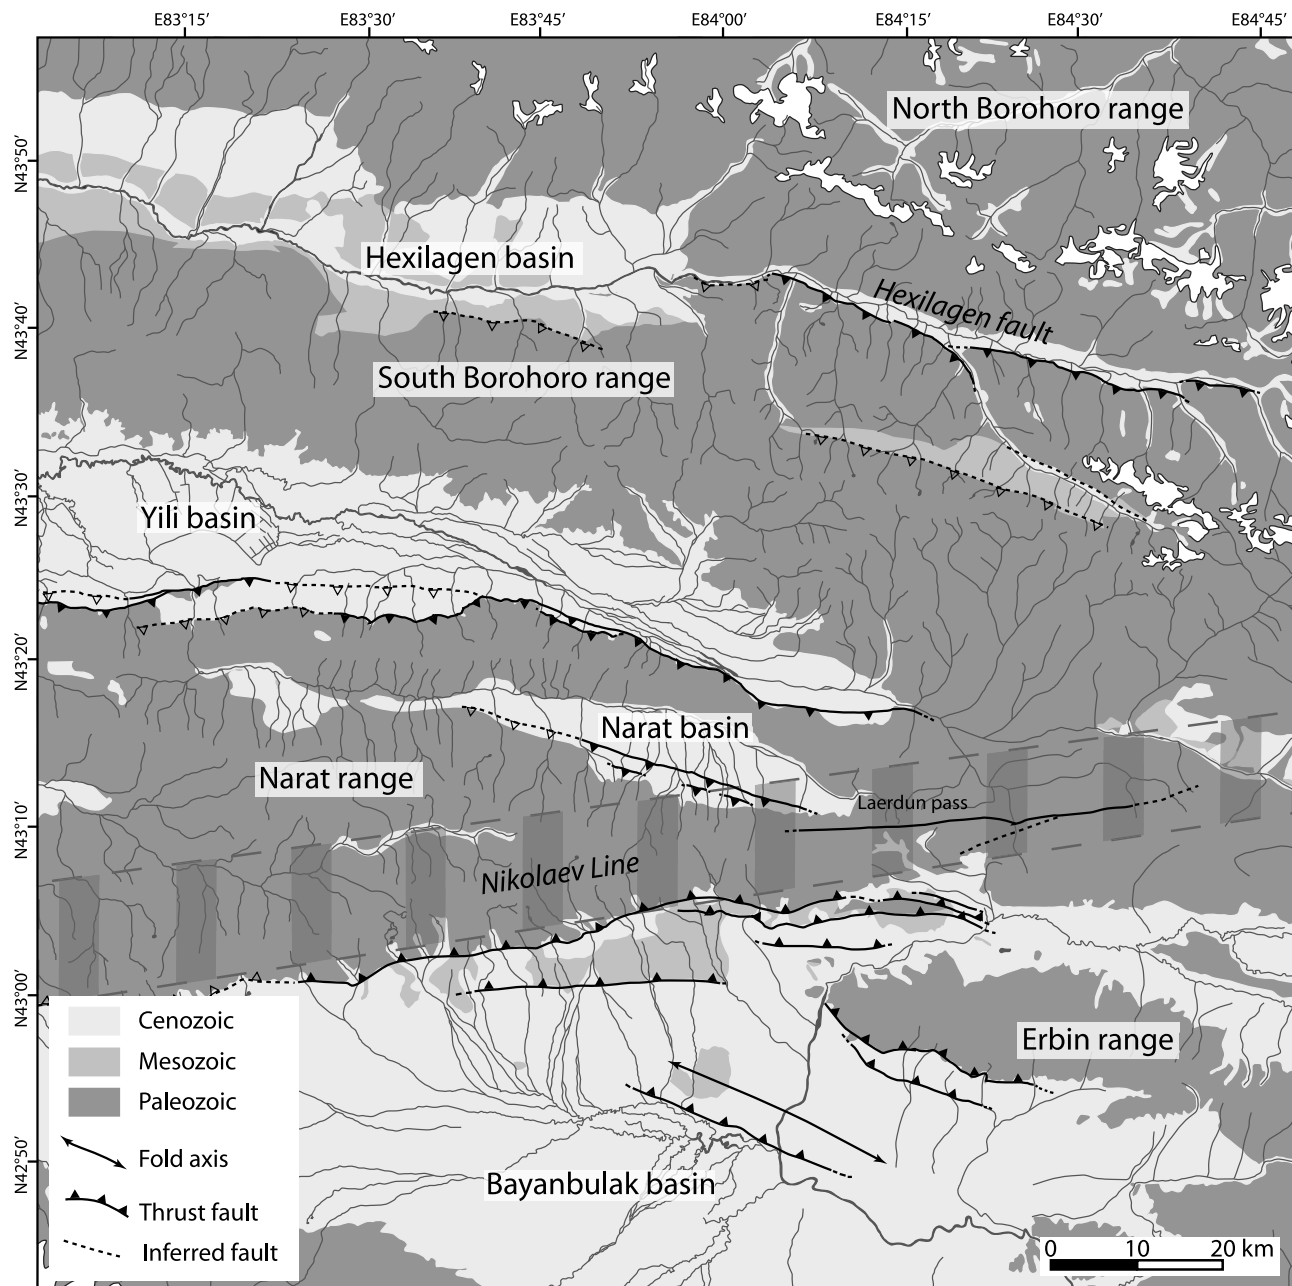 E83°15′ E83°30′ E83°45′ E84°00′ E84°15′ E84°30′ E84°45′
North Borohoro range
N43°50′
Hexilagen basin
Hexilagen fault
N43°40′
South Borohoro range
N43°30′
Yili basin
N43°20′
Narat basin
Narat range
Laerdun pass
N43°10′
Nikolaev Line
N43°00′
Cenozoic
Erbin range
Mesozoic
Paleozoic
Fold axis
N42°50′
Bayanbulak basin
Thrust fault
Inferred fault
0 10 20 km